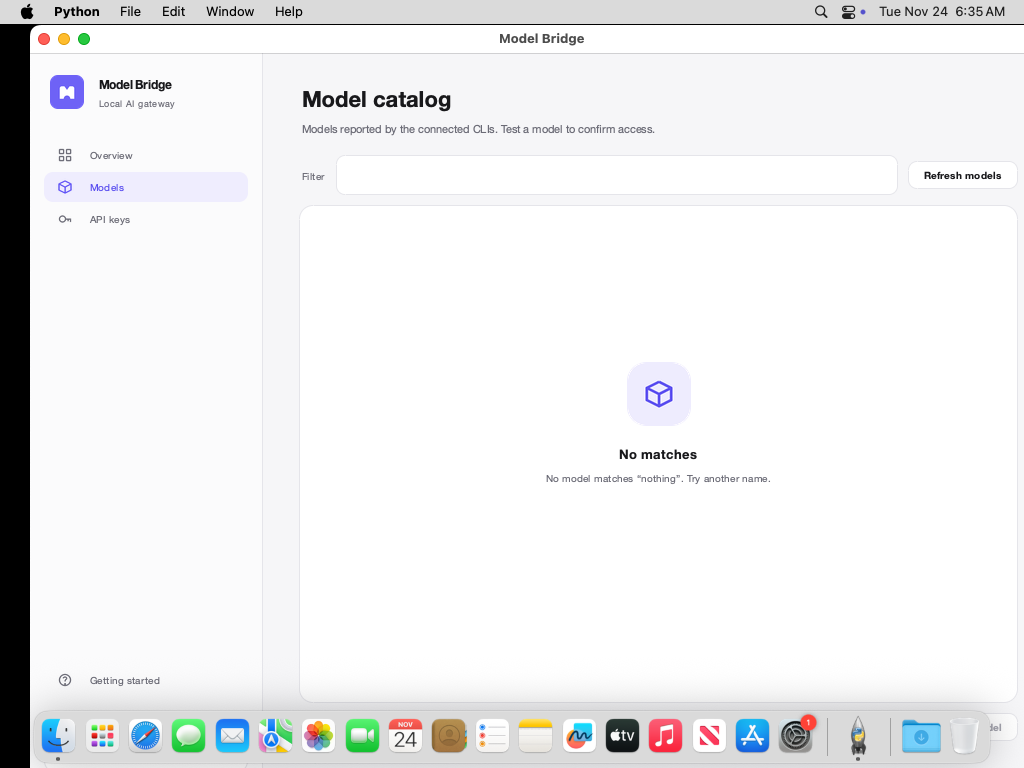 Python File Edit Window Help Tue Nov 24 6:35 AM
Model Bridge
Model Bridge
Local AI gateway
Overview
Models
API keys
Getting started
Model catalog
Models reported by the connected CLIs. Test a model to confirm access.
Filter
Refresh models
No matches
No model matches “nothing”. Try another name.
NOV
24
tv
1